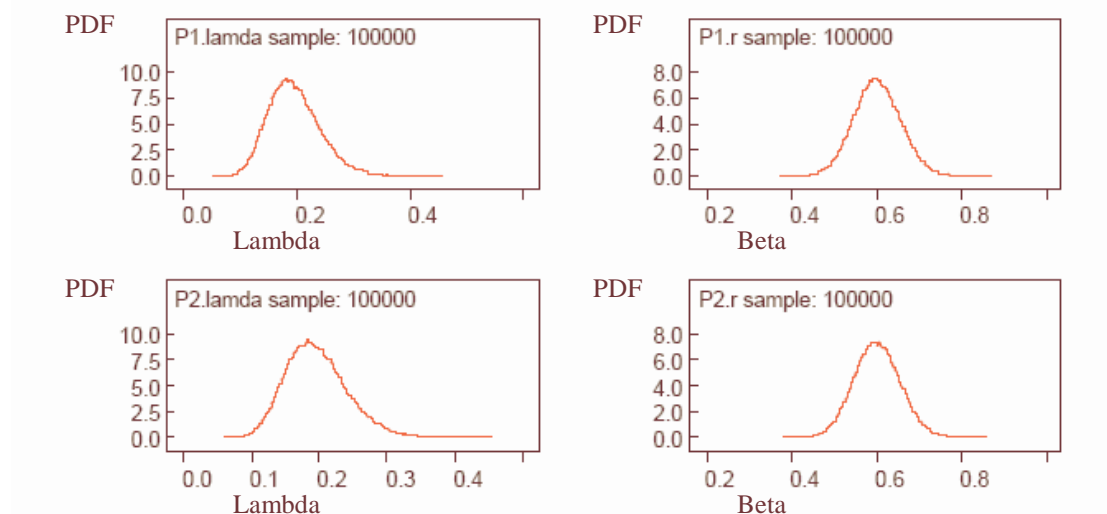 PDF
P1.lamda sample: 100000
10.0
7.5
5.0
2.5
0.0
0.0 0.2 0.4
Lambda
PDF
P1.r sample: 100000
8.0
6.0
4.0
2.0
0.0
0.2 0.4 0.6 0.8
Beta
PDF
P2.lamda sample: 100000
10.0
7.5
5.0
2.5
0.0
0.0 0.1 0.2 0.3 0.4
Lambda
PDF
P2.r sample: 100000
8.0
6.0
4.0
2.0
0.0
0.2 0.4 0.6 0.8
Beta